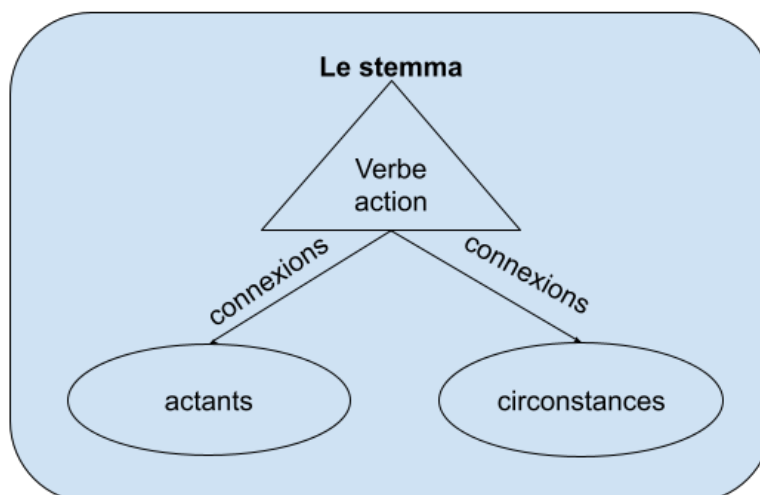 Le stemma
Verbe
action
connexions
connexions
actants
circonstances